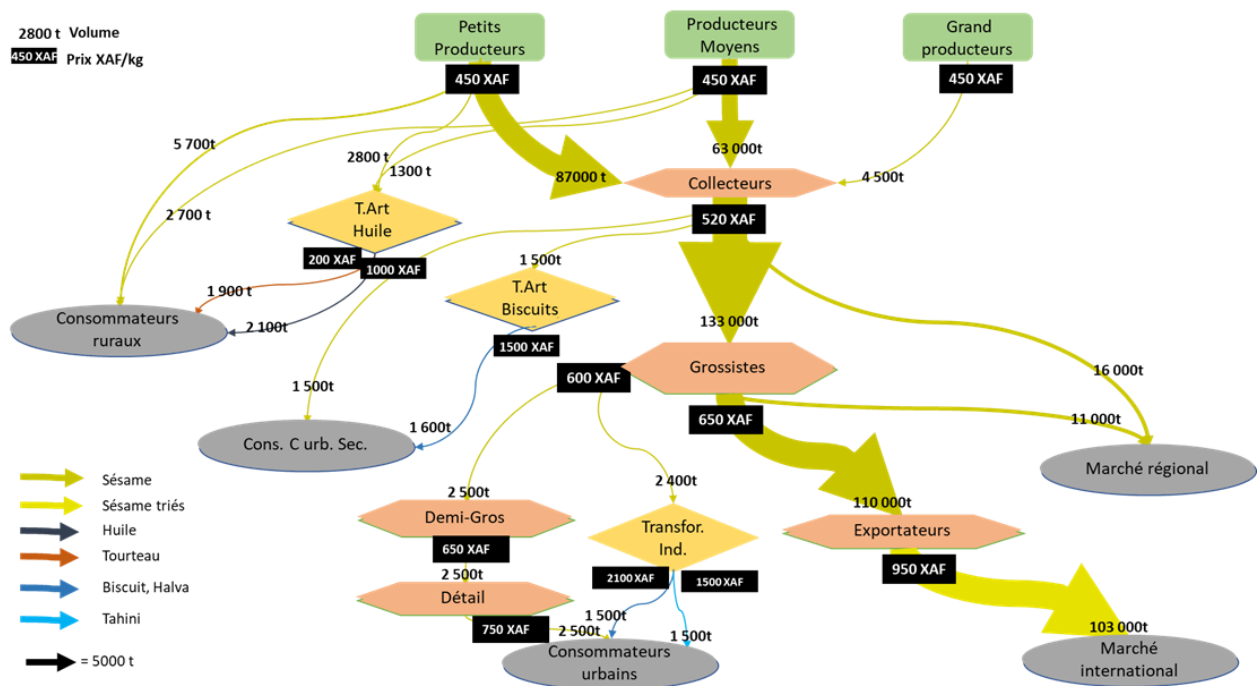 2800 t Volume
450 XAF Prix XAF/kg
Petits
Producteurs
Producteurs
Moyens
Grand
producteurs
450 XAF
450 XAF
450 XAF
5 700t
2800 t
1300 t
87000 t
63 000t
4 500t
Collecteurs
520 XAF
2 700 t
T.Art
Huile
200 XAF
1000 XAF
1 900 t
2 100t
Consommateurs
ruraux
1 500t
T.Art
Biscuits
1500 XAF
133 000t
Grossistes
600 XAF
650 XAF
16 000t
11 000t
1 500t
1 600t
Cons. C urb. Sec.
Marché régional
2 500t
2 400t
110 000t
Demi-Gros
Transfor.
Ind.
Exportateurs
650 XAF
2100 XAF
1500 XAF
950 XAF
2 500t
Détail
750 XAF
1 500t
2 500t
1 500t
103 000t
Consommateurs
urbains
Marché
international
Sésame
Sésame triés
Huile
Tourteau
Biscuit, Halva
Tahini
= 5000 t